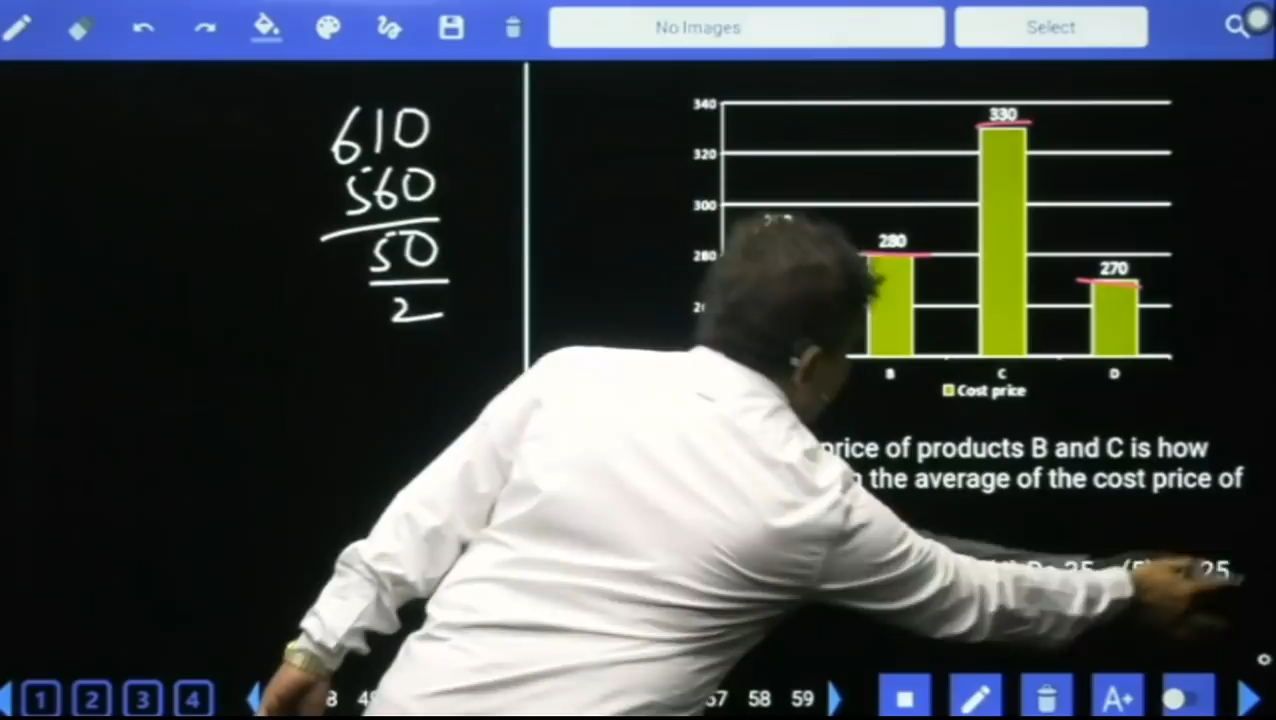 No Images
Select
610
560
50
2
340
320
300
280
330
280
270
B
C
D
Cost price
price of products B and C is how
the average of the cost price of
25
1
2
3
4
58
59
A+